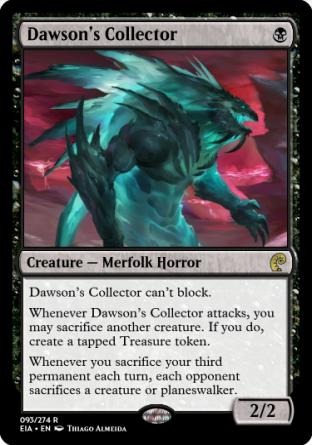 Dawson's Collector
Creature — Merfolk Horror
Dawson's Collector can't block.
Whenever Dawson's Collector attacks, you
may sacrifice another creature. If you do,
create a tapped Treasure token.
Whenever you sacrifice your third
permanent each turn, each opponent
sacrifices a creature or planeswalker.
2/2
093/274 R
EIA • EN Thiago Almeida